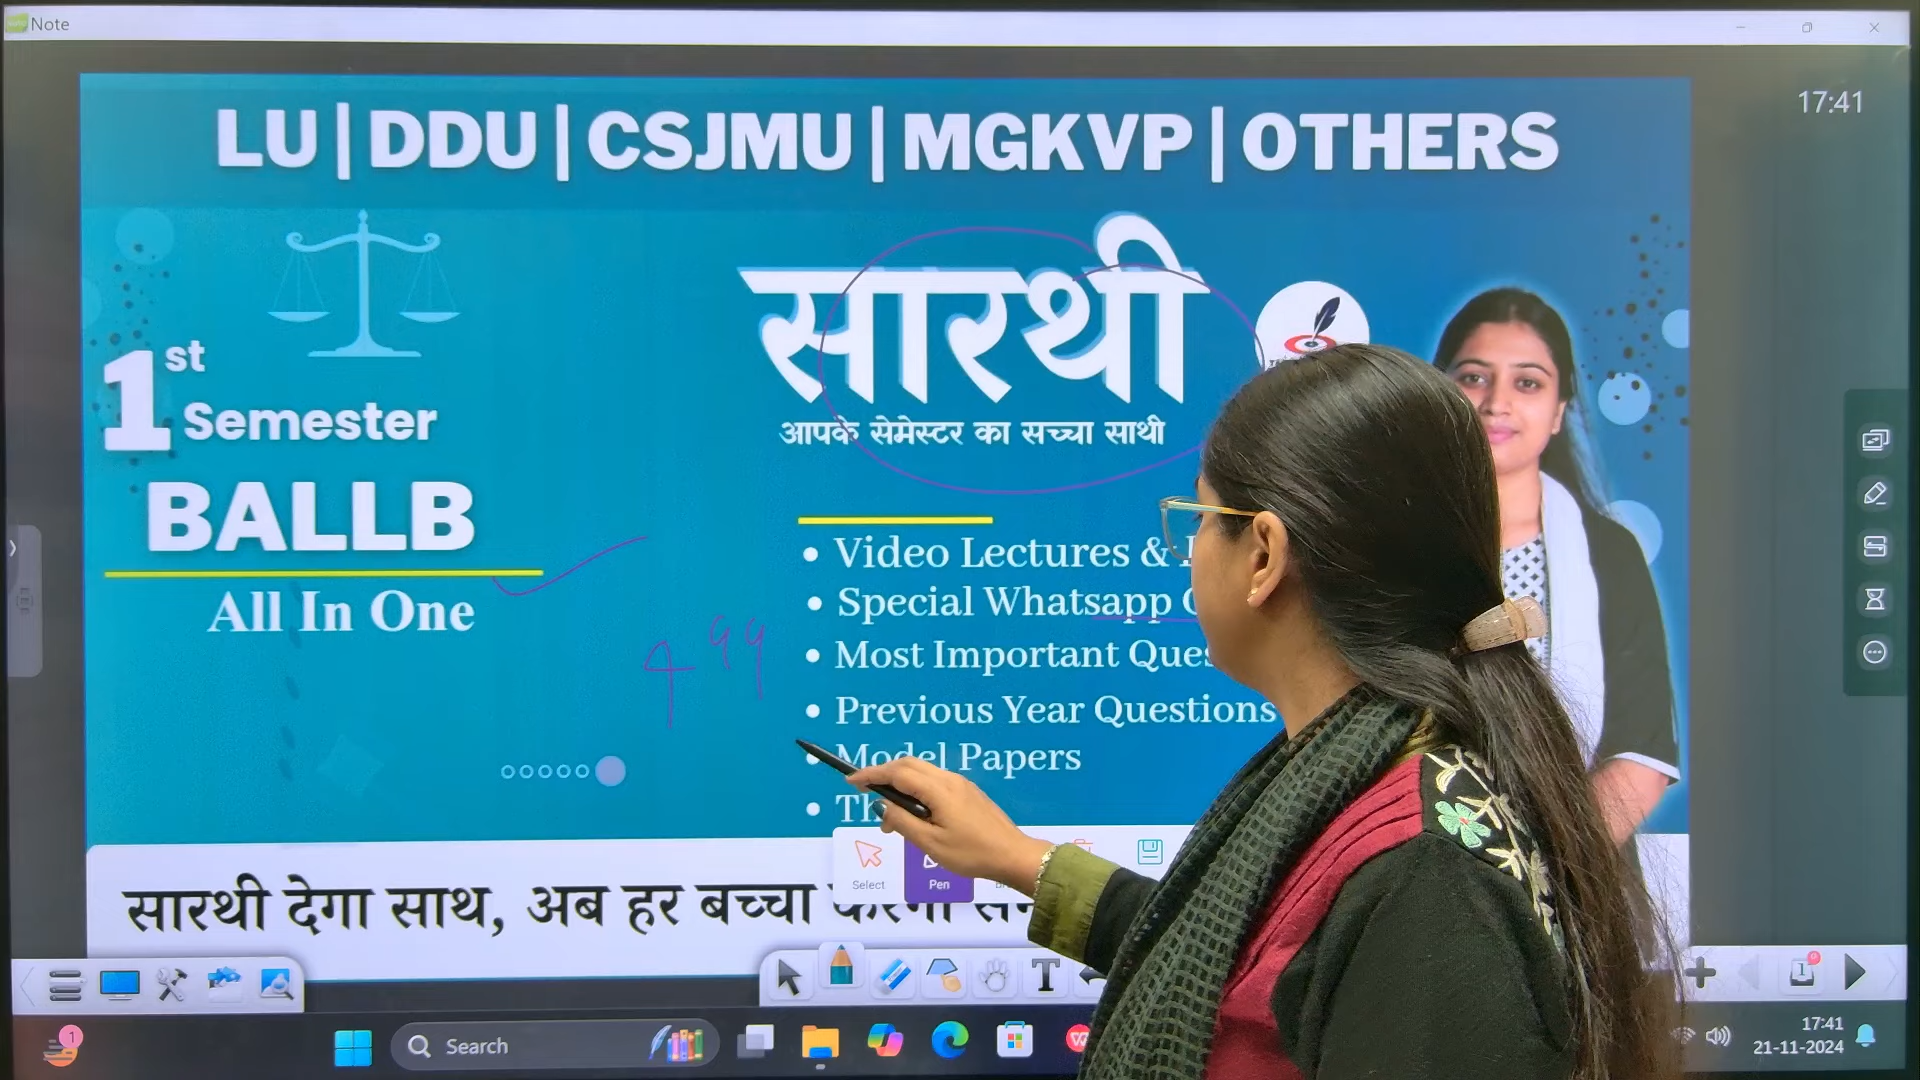 Note
17:41
LU | DDU | CSJMU | MGKVP | OTHERS
सारथी
आपके सेमेस्टर का सच्चा साथी
1st
Semester
BALLB
All In One
499
• Video Lectures &
• Special Whatsapp
• Most Important
• Previous Year Questions
• Model Papers
Select
Pen
सारथी देगा साथ, अब हर बच्चा
T
1
1
Search
17:41
21-11-2024